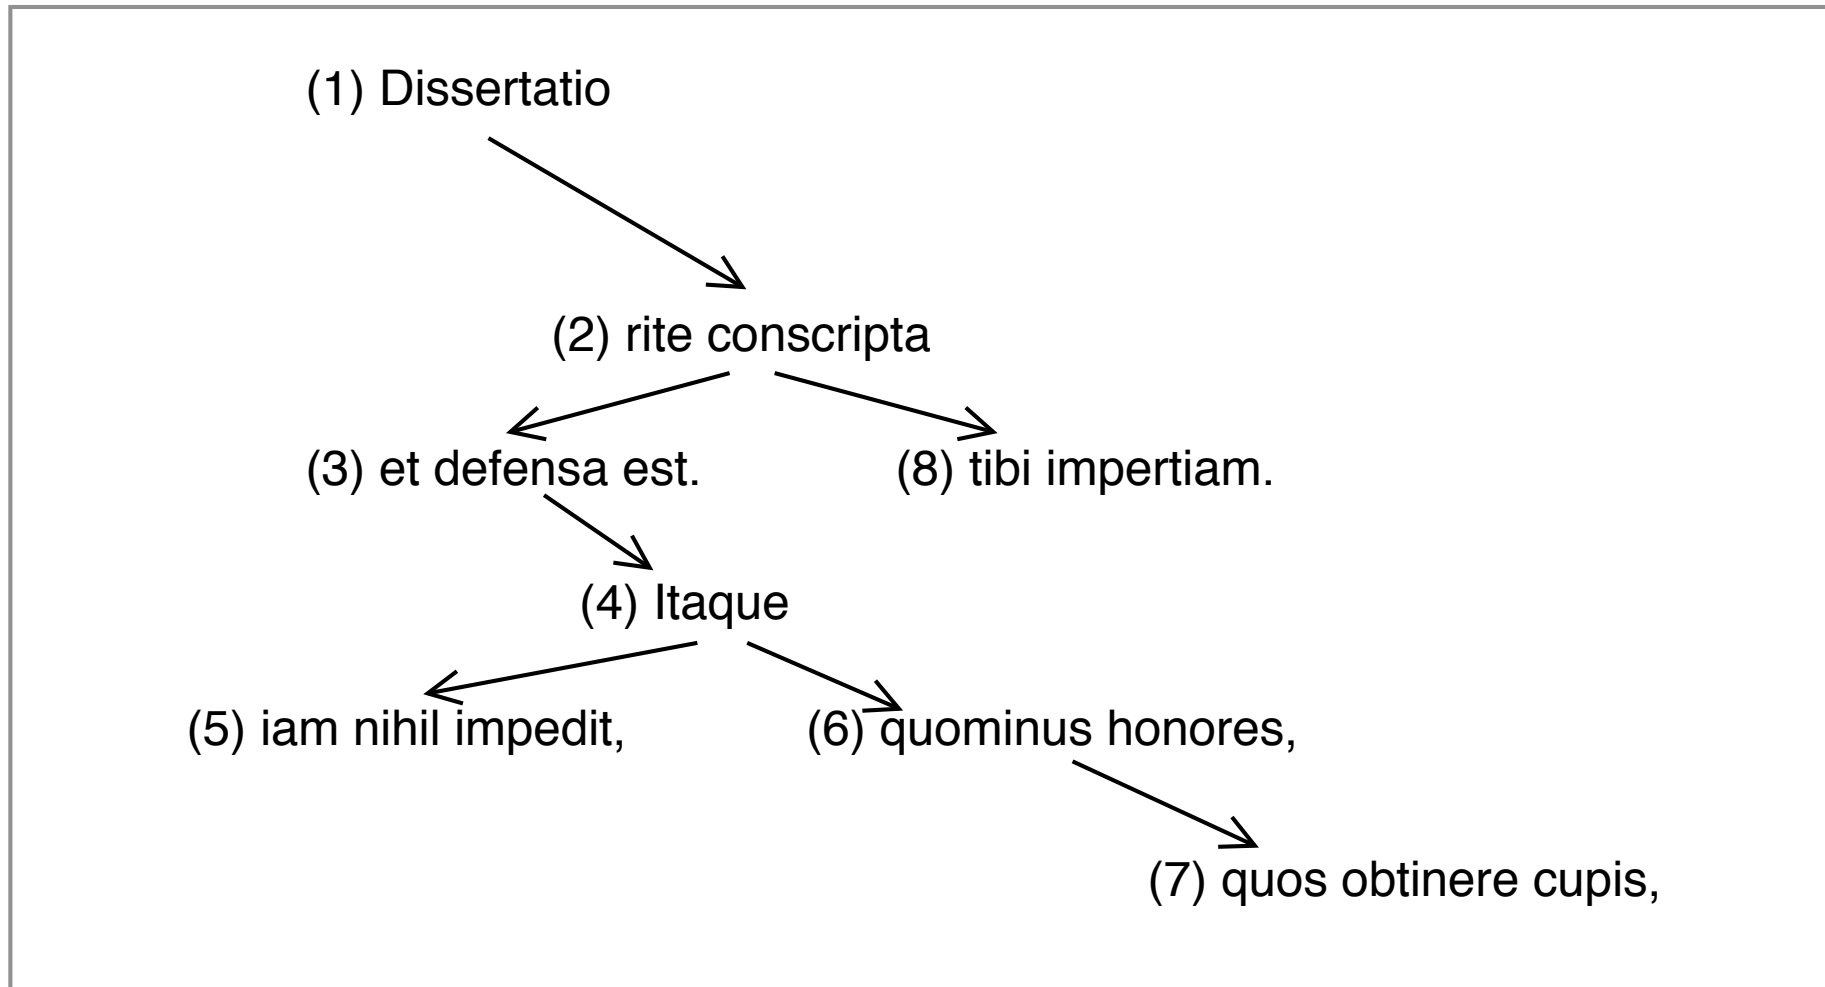 (1) Dissertatio
(2) rite conscripta
(3) et defensa est. (8) tibi impertiam.
(4) Itaque
(5) iam nihil impedit, (6) quominus honores,
(7) quos obtinere cupis,